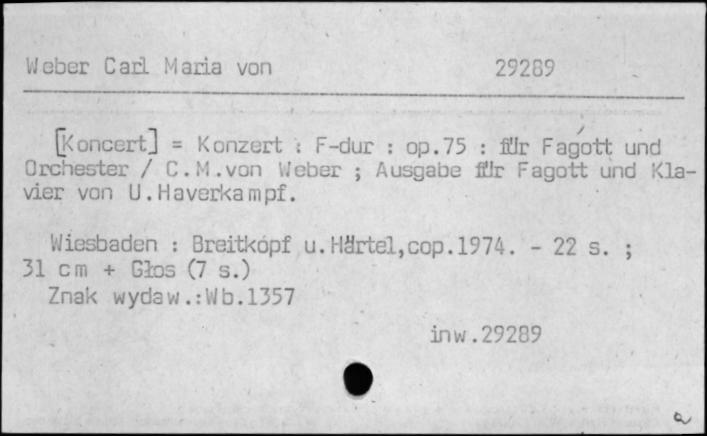 Weber Carl Maria von 29289
[Koncert] = Konzert : F-dur : op.75 : für Fagott und
Orchester / C.M.von Weber ; Ausgabe für Fagott und Kla-
vier von U.Haverkampf.
Wiesbaden : Breitkopf u.Härtel,cop.1974. - 22 s. ;
31 cm + Głos (7 s.)
Znak wydaw.:Wb.1357
inw.29289
a